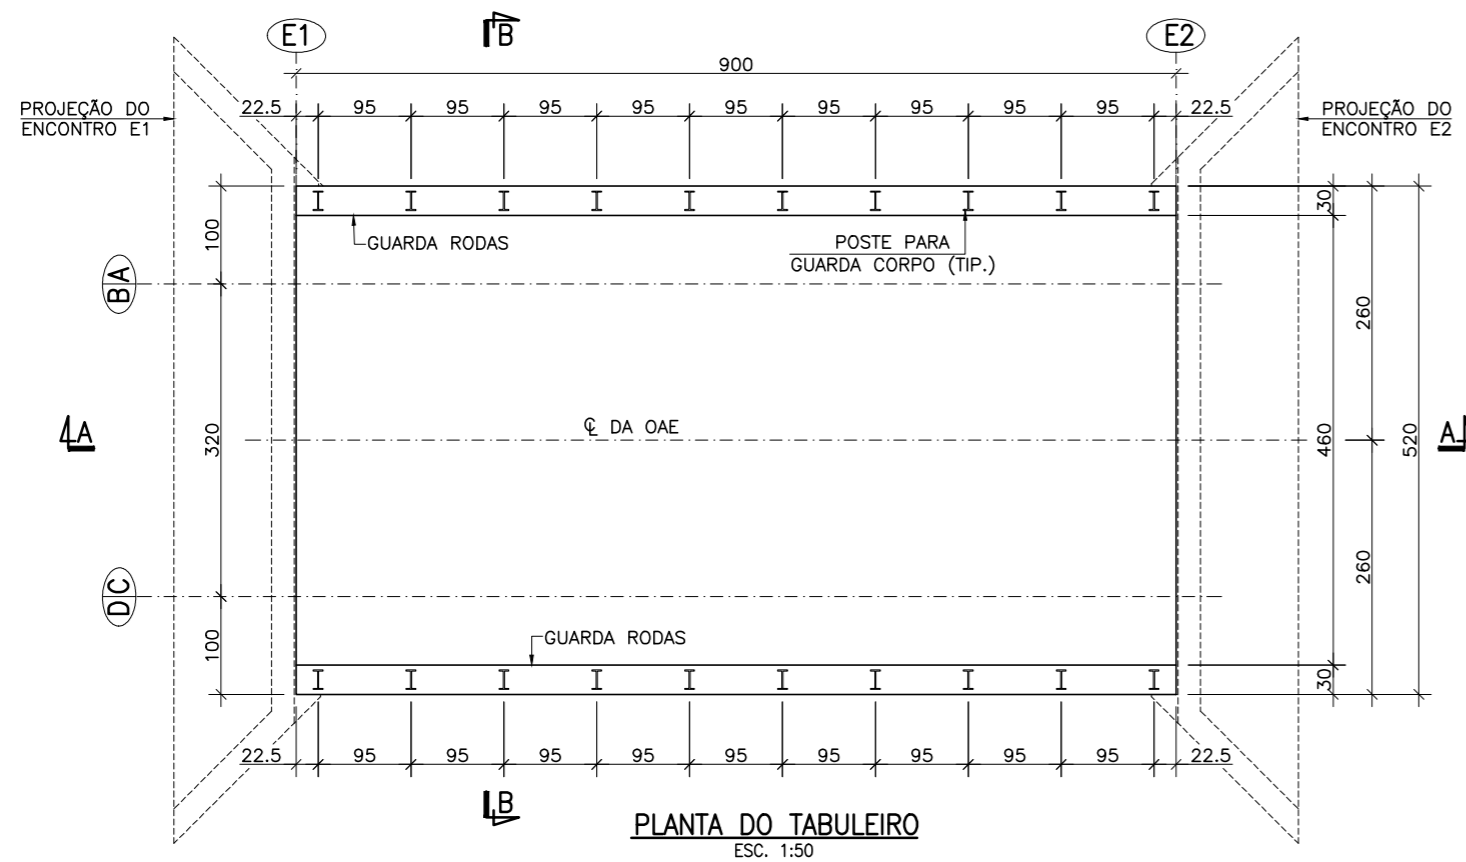 E1
B
E2
900
22.5 95 95 95 95 95 95 95 95 95 22.5
PROJEÇÃO DO
ENCONTRO E1
PROJEÇÃO DO
ENCONTRO E2
30
100
GUARDA RODAS
POSTE PARA
GUARDA CORPO (TIP.)
BA
260
A
320
℄ DA OAE
460
520
A
260
DC
100
GUARDA RODAS
30
22.5 95 95 95 95 95 95 95 95 95 22.5
B
PLANTA DO TABULEIRO
ESC. 1:50